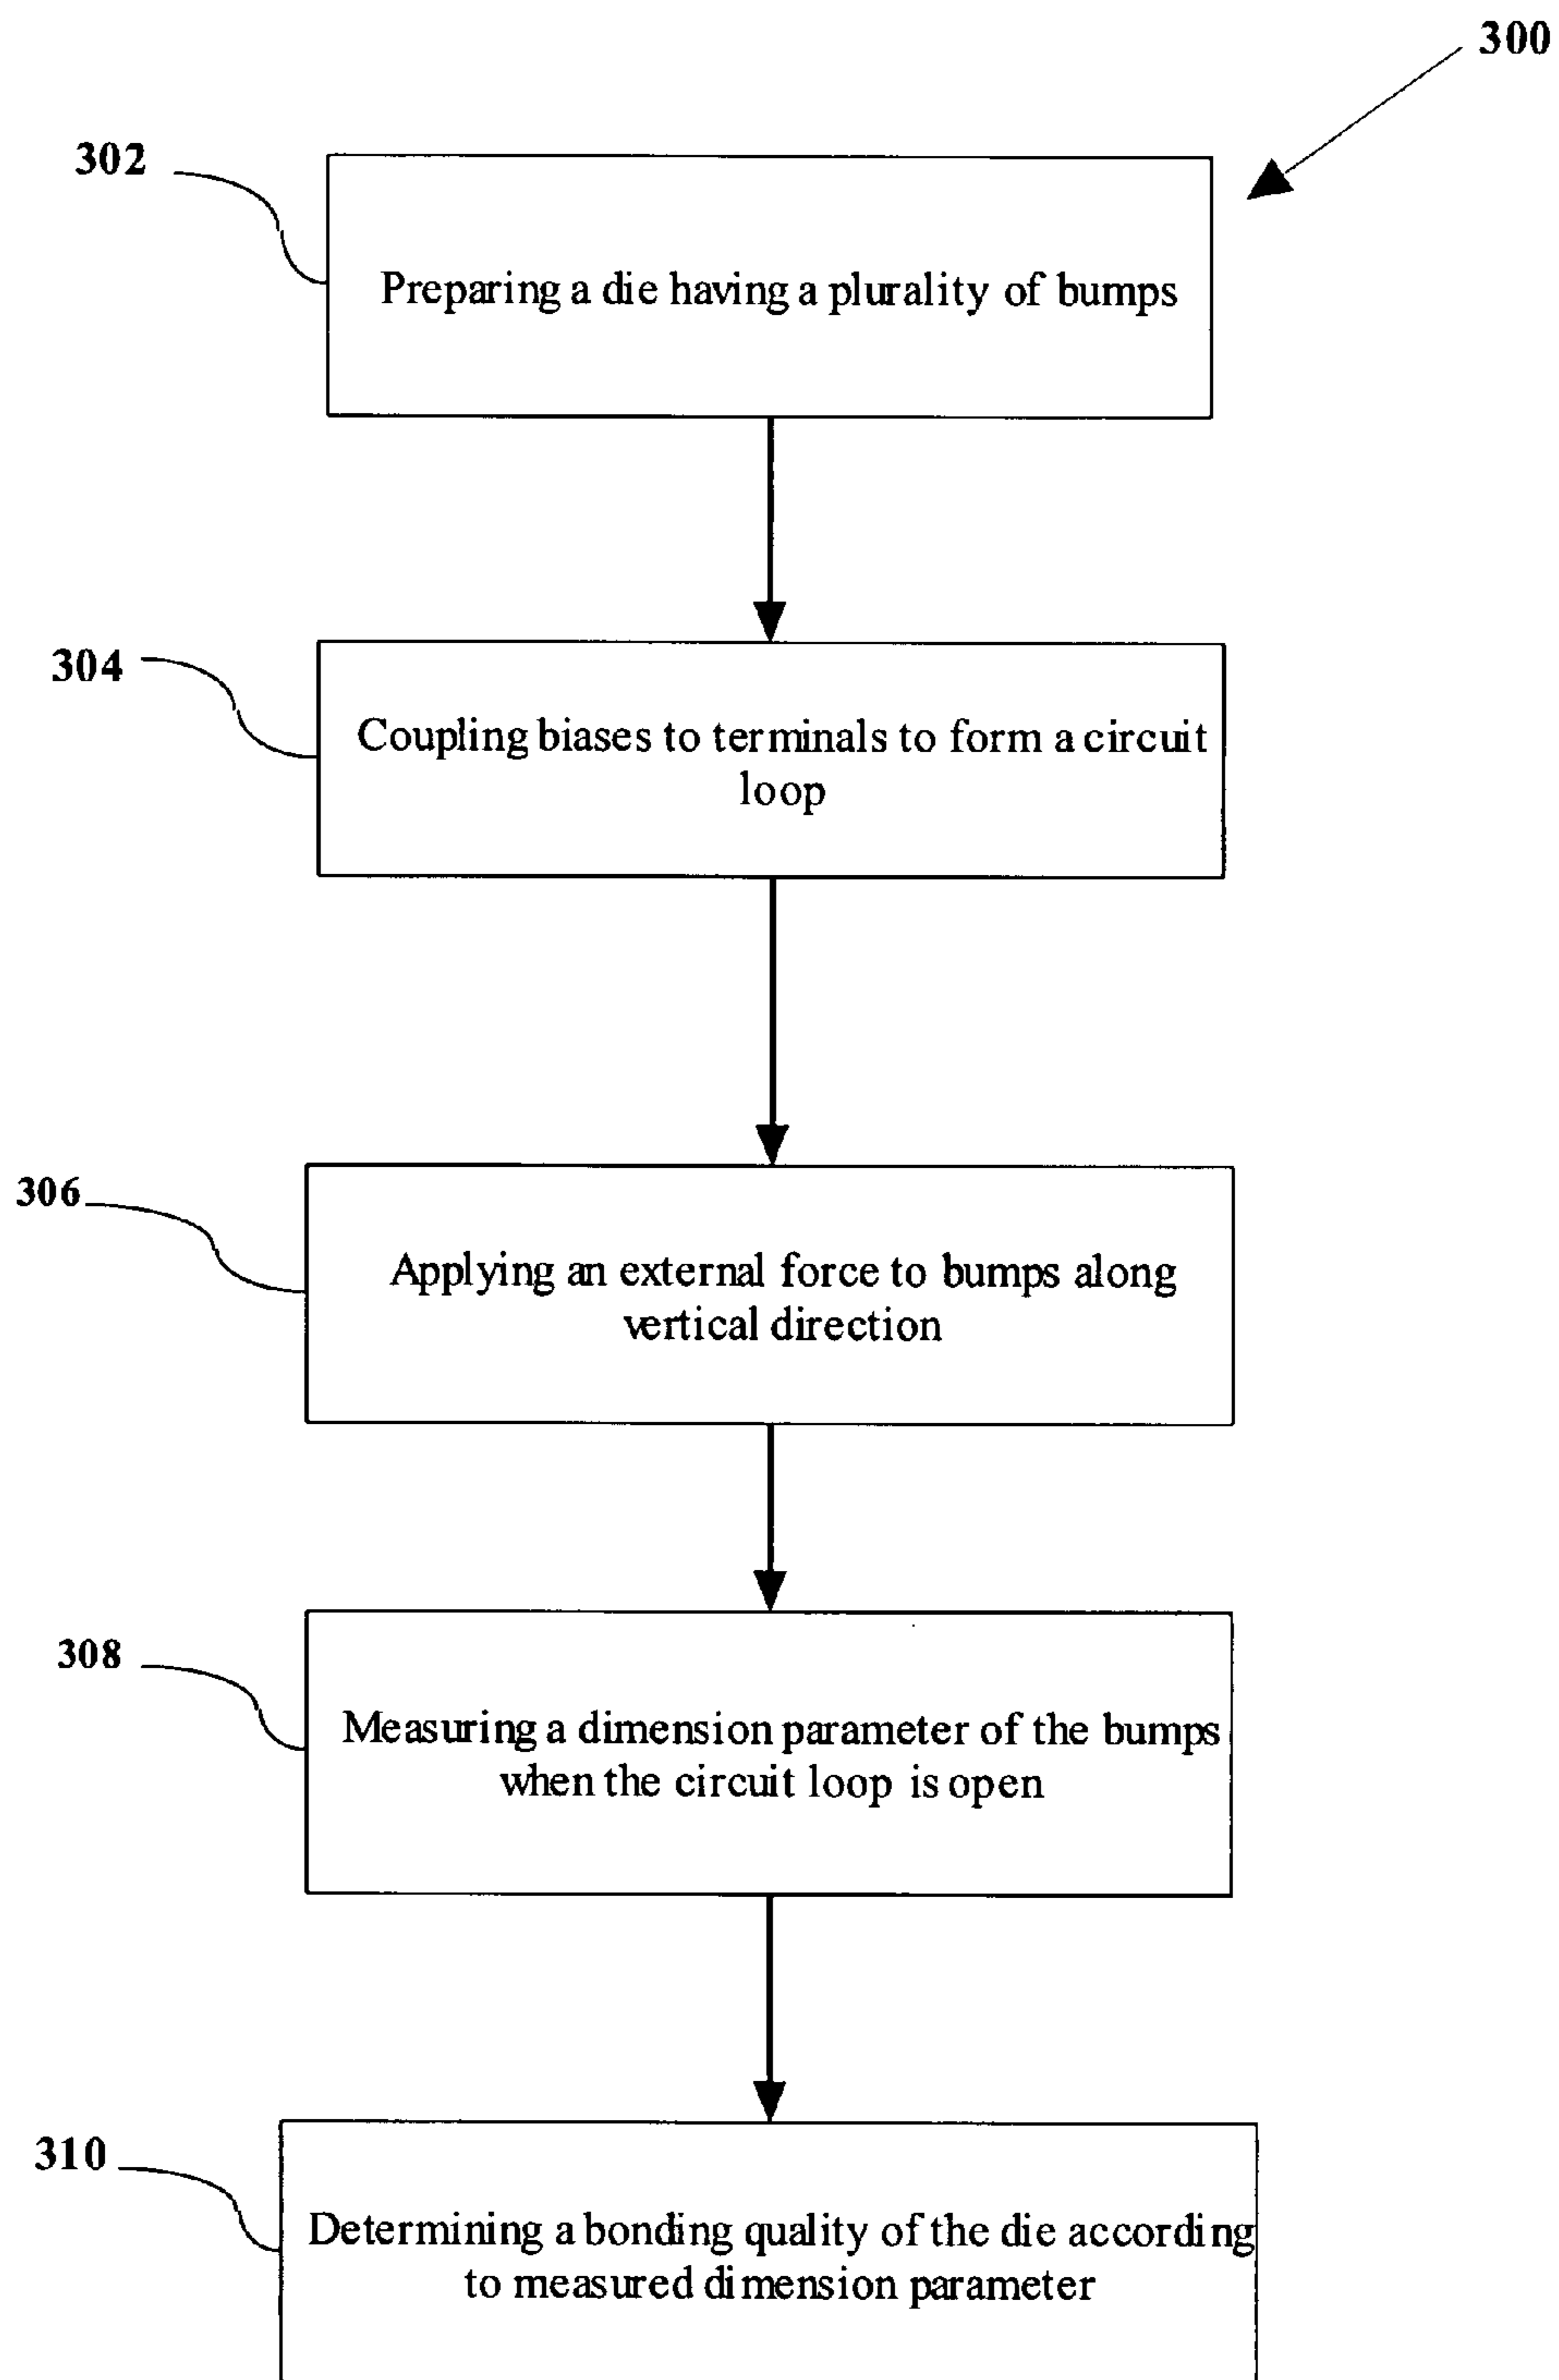 300
302
Preparing a die having a plurality of bumps
304
Coupling biases to terminals to form a circuit
loop
306
Applying an external force to bumps along
vertical direction
308
Measuring a dimension parameter of the bumps
when the circuit loop is open
310
Determining a bonding quality of the die according
to measured dimension parameter